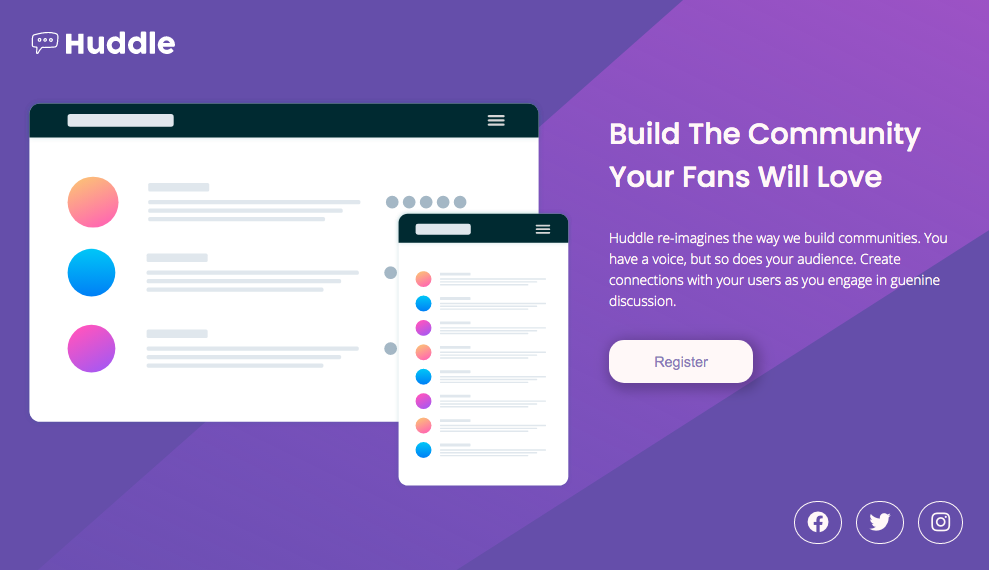 Huddle
Build The Community
Your Fans Will Love
Huddle re-imagines the way we build communities. You
have a voice, but so does your audience. Create
connections with your users as you engage in guenine
discussion.
Register